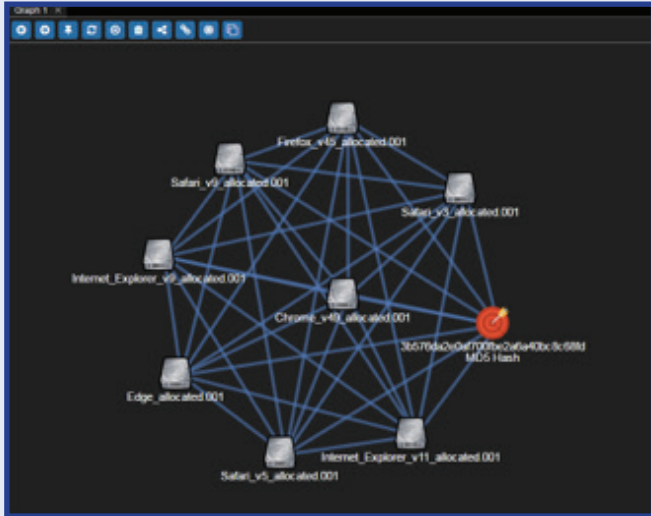 Graph 1
Firefox_v45_allocated.001
Safari_v9_allocated.001
Safari_v3_allocated.001
Internet_Explorer_v9_allocated.001
Chrome_v49_allocated.001
MD5 Hash
Edge_allocated.001
Internet_Explorer_v11_allocated.001
Safari_v5_allocated.001